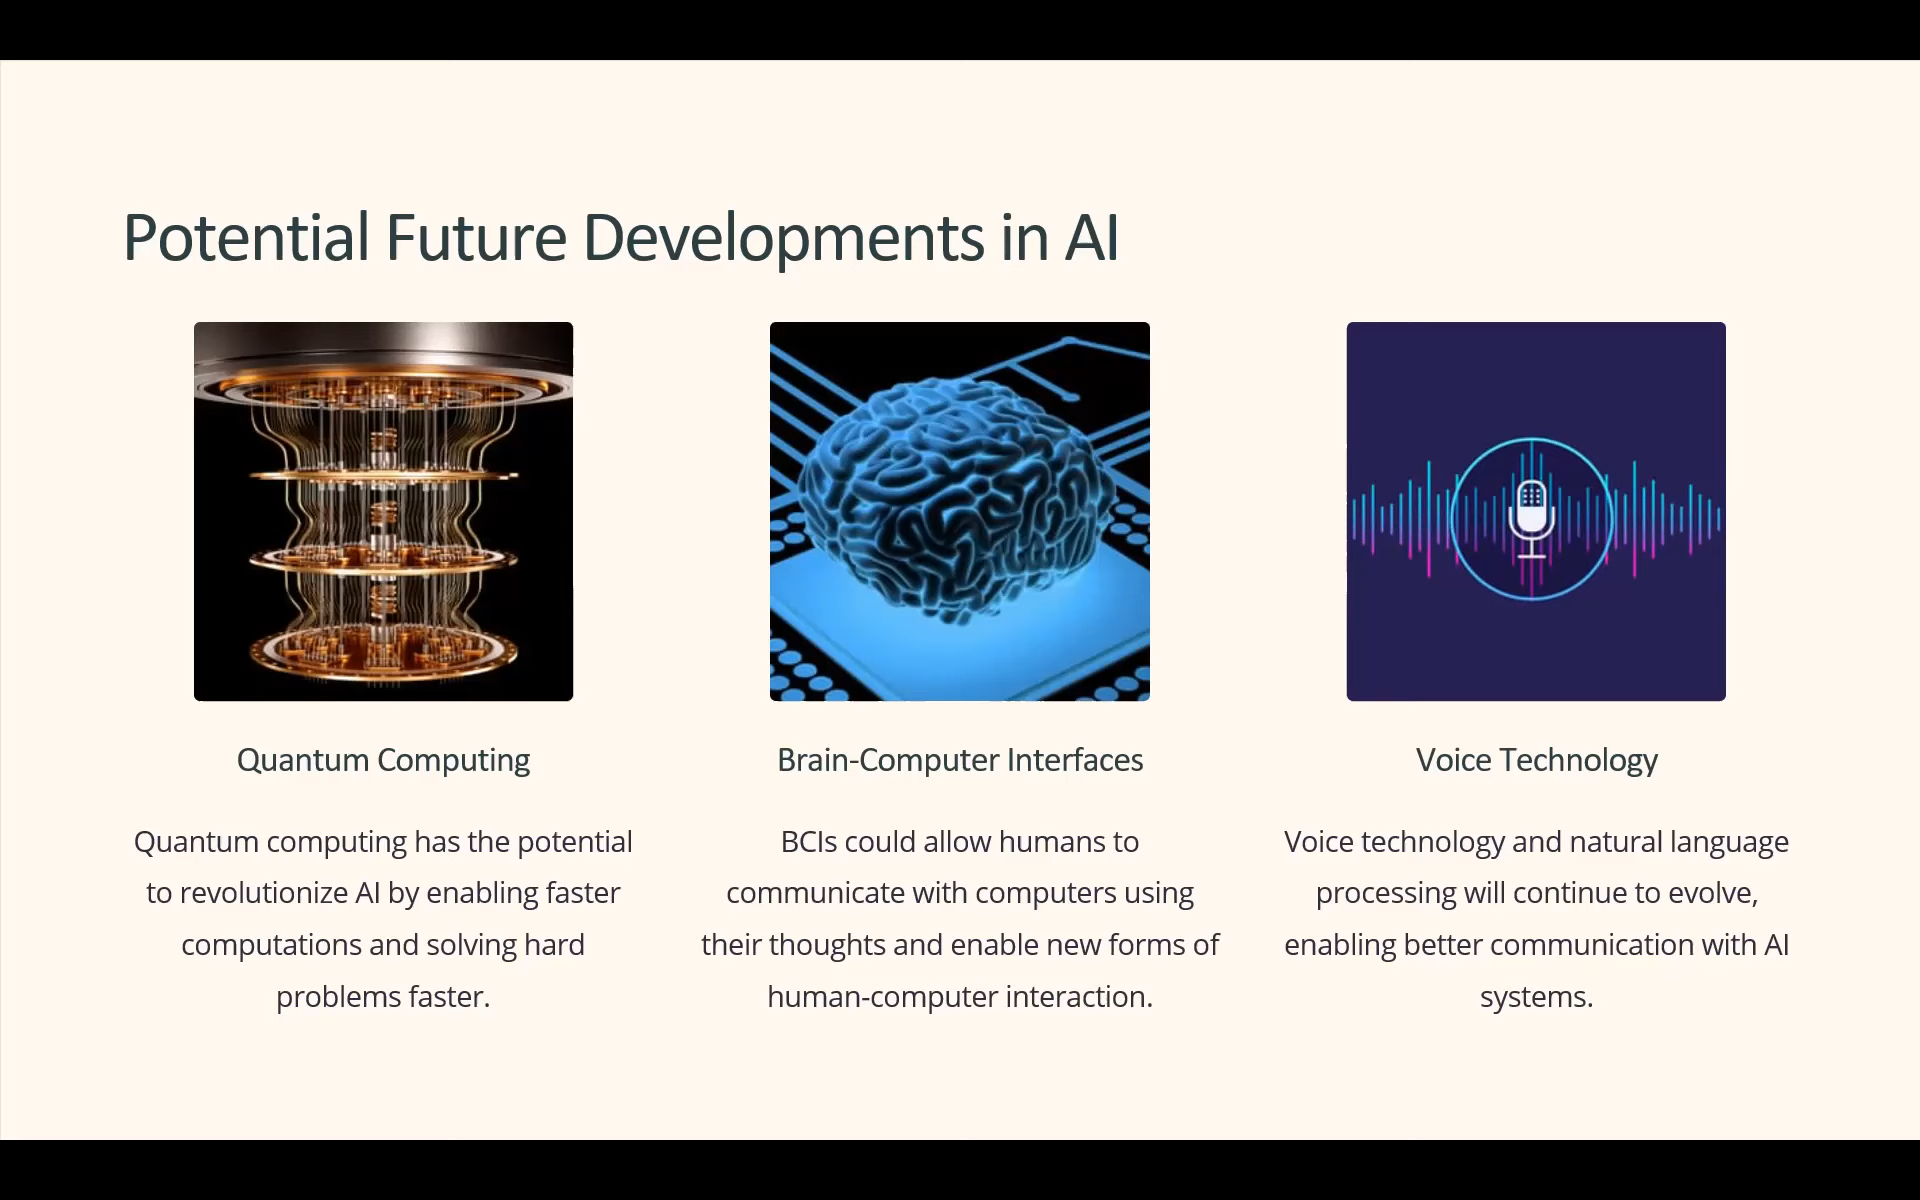 Potential Future Developments in AI
Quantum Computing
Quantum computing has the potential
to revolutionize AI by enabling faster
computations and solving hard
problems faster.
Brain-Computer Interfaces
BCIs could allow humans to
communicate with computers using
their thoughts and enable new forms of
human-computer interaction.
Voice Technology
Voice technology and natural language
processing will continue to evolve,
enabling better communication with AI
systems.